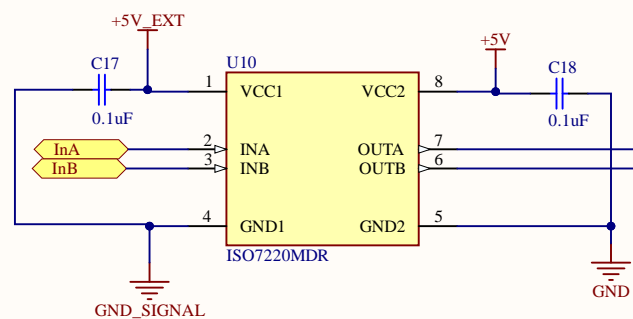 +5V_EXT
U10
+5V
C17
C18
1
VCC1
VCC2
8
0.1uF
0.1uF
InA
2
INA
OUTA
7
InB
3
INB
OUTB
6
4
GND1
GND2
5
ISO7220MDR
GND_SIGNAL
GND